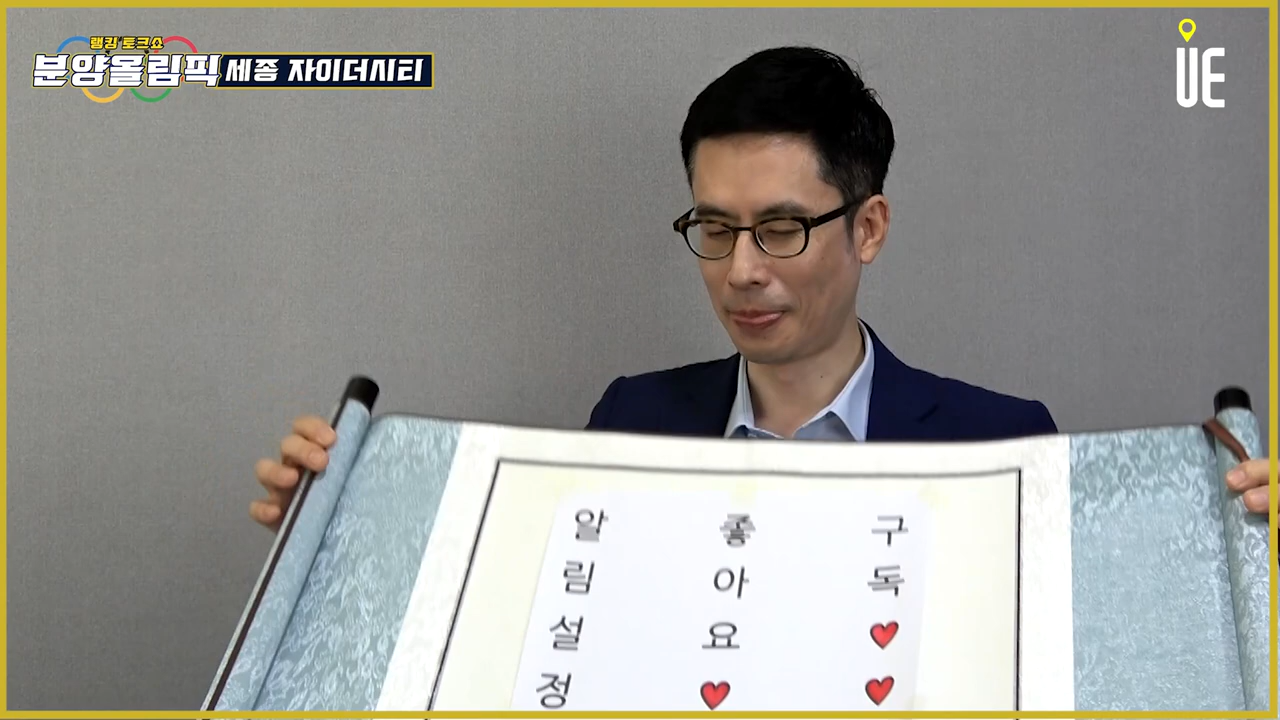 랭킹 토크쇼
분양올림픽 세종 자이더시티
UE
구독♥♥
좋아요♥
알림설정